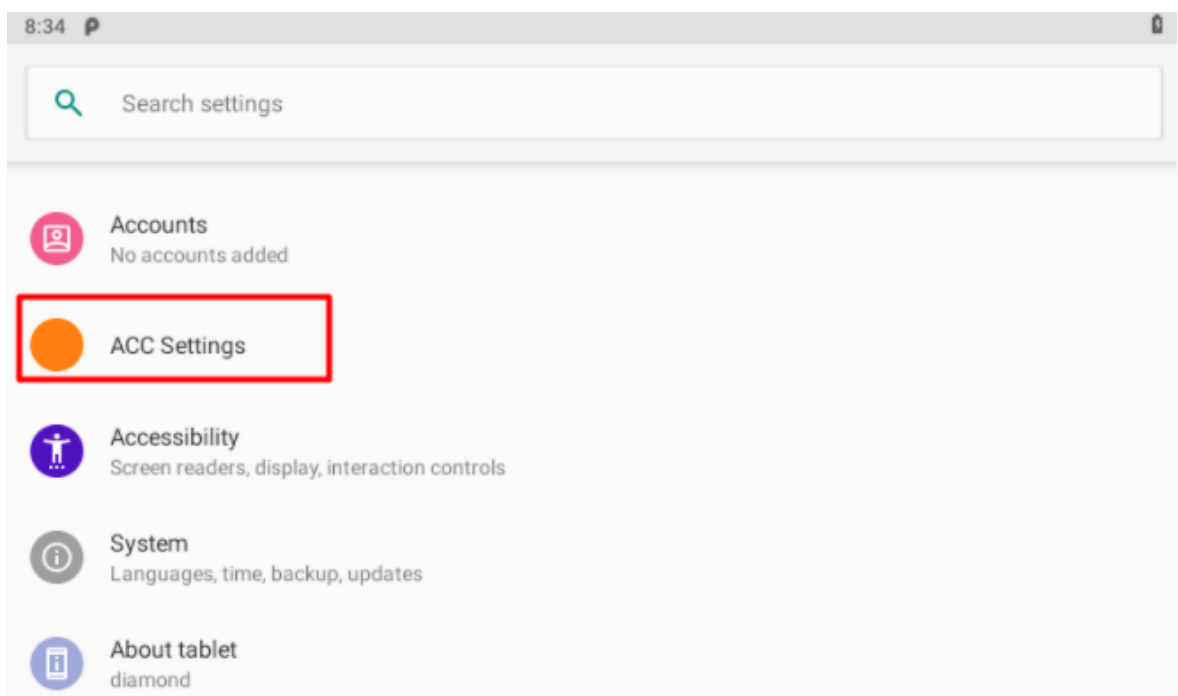 8:34
Search settings
Accounts
No accounts added
ACC Settings
Accessibility
Screen readers, display, interaction controls
System
Languages, time, backup, updates
About tablet
diamond